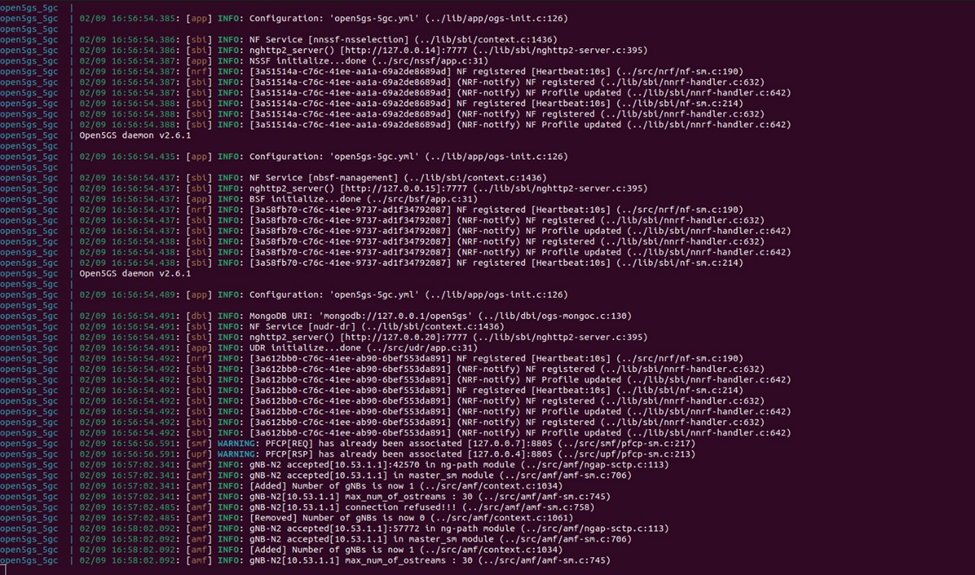 open5gs_5gc |
open5gs_5gc | 02/09 16:56:54.385: [app] INFO: Configuration: 'open5gs-5gc.yml' (../lib/app/ogs-init.c:126)
open5gs_5gc |
open5gs_5gc | 02/09 16:56:54.386: [sbi] INFO: NF Service [nnssf-nsselection] (../lib/sbi/context.c:1436)
open5gs_5gc | 02/09 16:56:54.386: [sbi] INFO: nghttp2_server() [http://127.0.0.14]:7777 (../lib/sbi/nghttp2-server.c:395)
open5gs_5gc | 02/09 16:56:54.387: [app] INFO: NSSF initialize...done (../src/nssf/app.c:31)
open5gs_5gc | 02/09 16:56:54.387: [nrf] INFO: [3a51514a-c76c-41ee-aa1a-69a2de8689ad] NF registered [Heartbeat:10s] (../src/nrf/nf-sm.c:190)
open5gs_5gc | 02/09 16:56:54.387: [sbi] INFO: [3a51514a-c76c-41ee-aa1a-69a2de8689ad] (NRF-notify) NF registered (../lib/sbi/nnrf-handler.c:632)
open5gs_5gc | 02/09 16:56:54.387: [sbi] INFO: [3a51514a-c76c-41ee-aa1a-69a2de8689ad] (NRF-notify) NF Profile updated (../lib/sbi/nnrf-handler.c:642)
open5gs_5gc | 02/09 16:56:54.388: [sbi] INFO: [3a51514a-c76c-41ee-aa1a-69a2de8689ad] NF registered [Heartbeat:10s] (../lib/sbi/nf-sm.c:214)
open5gs_5gc | 02/09 16:56:54.388: [sbi] INFO: [3a51514a-c76c-41ee-aa1a-69a2de8689ad] (NRF-notify) NF registered (../lib/sbi/nnrf-handler.c:632)
open5gs_5gc | 02/09 16:56:54.388: [sbi] INFO: [3a51514a-c76c-41ee-aa1a-69a2de8689ad] (NRF-notify) NF Profile updated (../lib/sbi/nnrf-handler.c:642)
open5gs_5gc | Open5GS daemon v2.6.1
open5gs_5gc |
open5gs_5gc | 02/09 16:56:54.435: [app] INFO: Configuration: 'open5gs-5gc.yml' (../lib/app/ogs-init.c:126)
open5gs_5gc |
open5gs_5gc | 02/09 16:56:54.437: [sbi] INFO: NF Service [nbsf-management] (../lib/sbi/context.c:1436)
open5gs_5gc | 02/09 16:56:54.437: [sbi] INFO: nghttp2_server() [http://127.0.0.15]:7777 (../lib/sbi/nghttp2-server.c:395)
open5gs_5gc | 02/09 16:56:54.437: [app] INFO: BSF initialize...done (../src/bsf/app.c:31)
open5gs_5gc | 02/09 16:56:54.437: [nrf] INFO: [3a58fb70-c76c-41ee-9737-ad1f34792087] NF registered [Heartbeat:10s] (../src/nrf/nf-sm.c:190)
open5gs_5gc | 02/09 16:56:54.437: [sbi] INFO: [3a58fb70-c76c-41ee-9737-ad1f34792087] (NRF-notify) NF registered (../lib/sbi/nnrf-handler.c:632)
open5gs_5gc | 02/09 16:56:54.437: [sbi] INFO: [3a58fb70-c76c-41ee-9737-ad1f34792087] (NRF-notify) NF Profile updated (../lib/sbi/nnrf-handler.c:642)
open5gs_5gc | 02/09 16:56:54.438: [sbi] INFO: [3a58fb70-c76c-41ee-9737-ad1f34792087] (NRF-notify) NF registered (../lib/sbi/nnrf-handler.c:632)
open5gs_5gc | 02/09 16:56:54.438: [sbi] INFO: [3a58fb70-c76c-41ee-9737-ad1f34792087] (NRF-notify) NF Profile updated (../lib/sbi/nnrf-handler.c:642)
open5gs_5gc | 02/09 16:56:54.438: [sbi] INFO: [3a58fb70-c76c-41ee-9737-ad1f34792087] NF registered [Heartbeat:10s] (../lib/sbi/nf-sm.c:214)
open5gs_5gc | Open5GS daemon v2.6.1
open5gs_5gc |
open5gs_5gc | 02/09 16:56:54.489: [app] INFO: Configuration: 'open5gs-5gc.yml' (../lib/app/ogs-init.c:126)
open5gs_5gc |
open5gs_5gc | 02/09 16:56:54.491: [dbi] INFO: MongoDB URI: 'mongodb://127.0.0.1/open5gs' (../lib/dbi/ogs-mongoc.c:130)
open5gs_5gc | 02/09 16:56:54.491: [sbi] INFO: NF Service [nudr-dr] (../lib/sbi/context.c:1436)
open5gs_5gc | 02/09 16:56:54.491: [sbi] INFO: nghttp2_server() [http://127.0.0.20]:7777 (../lib/sbi/nghttp2-server.c:395)
open5gs_5gc | 02/09 16:56:54.491: [app] INFO: UDR initialize...done (../src/udr/app.c:31)
open5gs_5gc | 02/09 16:56:54.492: [nrf] INFO: [3a612bb0-c76c-41ee-ab90-6bef553da891] NF registered [Heartbeat:10s] (../src/nrf/nf-sm.c:190)
open5gs_5gc | 02/09 16:56:54.492: [sbi] INFO: [3a612bb0-c76c-41ee-ab90-6bef553da891] (NRF-notify) NF registered (../lib/sbi/nnrf-handler.c:632)
open5gs_5gc | 02/09 16:56:54.492: [sbi] INFO: [3a612bb0-c76c-41ee-ab90-6bef553da891] (NRF-notify) NF Profile updated (../lib/sbi/nnrf-handler.c:642)
open5gs_5gc | 02/09 16:56:54.492: [sbi] INFO: [3a612bb0-c76c-41ee-ab90-6bef553da891] NF registered [Heartbeat:10s] (../lib/sbi/nf-sm.c:214)
open5gs_5gc | 02/09 16:56:54.492: [sbi] INFO: [3a612bb0-c76c-41ee-ab90-6bef553da891] (NRF-notify) NF registered (../lib/sbi/nnrf-handler.c:632)
open5gs_5gc | 02/09 16:56:54.492: [sbi] INFO: [3a612bb0-c76c-41ee-ab90-6bef553da891] (NRF-notify) NF Profile updated (../lib/sbi/nnrf-handler.c:642)
open5gs_5gc | 02/09 16:56:54.492: [sbi] INFO: [3a612bb0-c76c-41ee-ab90-6bef553da891] (NRF-notify) NF registered (../lib/sbi/nnrf-handler.c:632)
open5gs_5gc | 02/09 16:56:54.492: [sbi] INFO: [3a612bb0-c76c-41ee-ab90-6bef553da891] (NRF-notify) NF Profile updated (../lib/sbi/nnrf-handler.c:642)
open5gs_5gc | 02/09 16:56:56.591: [smf] WARNING: PFCP[REQ] has already been associated [127.0.0.7]:8805 (../src/smf/pfcp-sm.c:217)
open5gs_5gc | 02/09 16:56:56.591: [upf] WARNING: PFCP[RSP] has already been associated [127.0.0.4]:8805 (../src/upf/pfcp-sm.c:213)
open5gs_5gc | 02/09 16:57:02.341: [amf] INFO: gNB-N2 accepted[10.53.1.1]:42570 in ng-path module (../src/amf/ngap-sctp.c:113)
open5gs_5gc | 02/09 16:57:02.341: [amf] INFO: gNB-N2 accepted[10.53.1.1] in master_sm module (../src/amf/amf-sm.c:706)
open5gs_5gc | 02/09 16:57:02.341: [amf] INFO: [Added] Number of gNBs is now 1 (../src/amf/context.c:1034)
open5gs_5gc | 02/09 16:57:02.341: [amf] INFO: gNB-N2[10.53.1.1] max_num_of_ostreams : 30 (../src/amf/amf-sm.c:745)
open5gs_5gc | 02/09 16:57:02.485: [amf] INFO: gNB-N2[10.53.1.1] connection refused!!! (../src/amf/amf-sm.c:758)
open5gs_5gc | 02/09 16:57:02.485: [amf] INFO: [Removed] Number of gNBs is now 0 (../src/amf/context.c:1061)
open5gs_5gc | 02/09 16:58:02.092: [amf] INFO: gNB-N2 accepted[10.53.1.1]:57772 in ng-path module (../src/amf/ngap-sctp.c:113)
open5gs_5gc | 02/09 16:58:02.092: [amf] INFO: gNB-N2 accepted[10.53.1.1] in master_sm module (../src/amf/amf-sm.c:706)
open5gs_5gc | 02/09 16:58:02.092: [amf] INFO: [Added] Number of gNBs is now 1 (../src/amf/context.c:1034)
open5gs_5gc | 02/09 16:58:02.092: [amf] INFO: gNB-N2[10.53.1.1] max_num_of_ostreams : 30 (../src/amf/amf-sm.c:745)